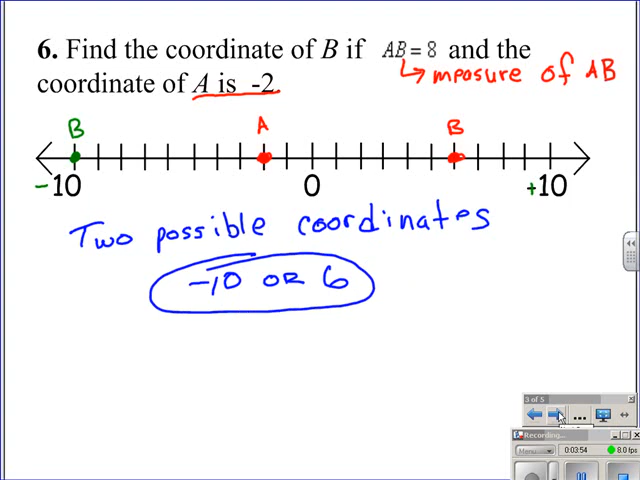 6. Find the coordinate of B if AB = 8 and the
coordinate of A is -2.
measure of AB
B A B
-10 0 +10
Two possible coordinates
-10 OR 6
3 of 5
...
Recording...
Menu
0:03:54 8.0 fps